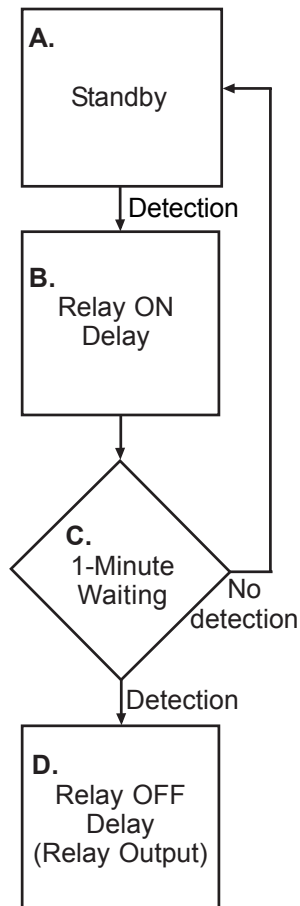 A.
Standby
Detection
B.
Relay ON
Delay
C.
1-Minute
Waiting
No
detection
Detection
D.
Relay OFF
Delay
(Relay Output)